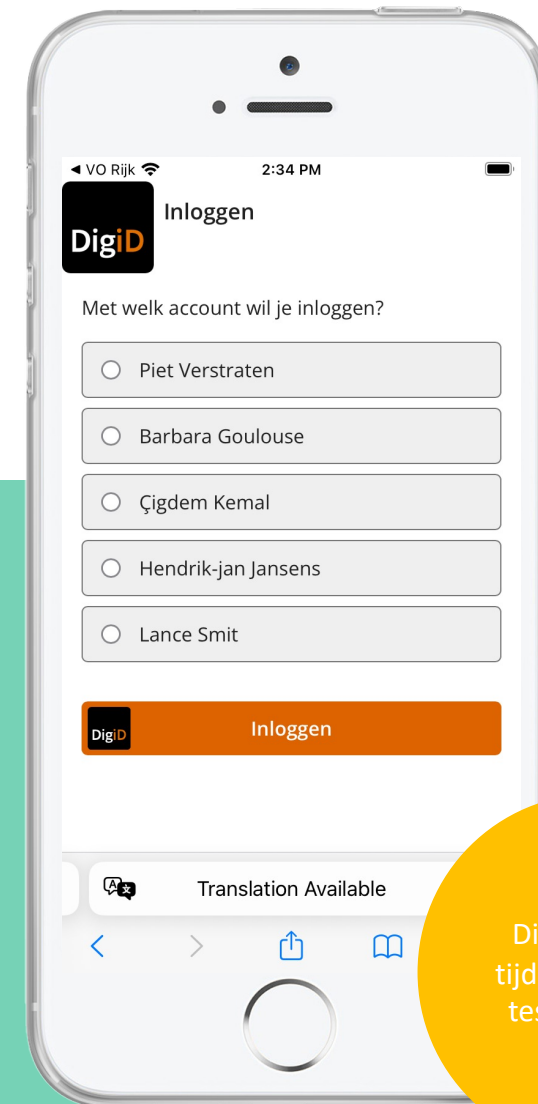 VO Rijk
2:34 PM
DigiD
Inloggen
Met welk account wil je inloggen?
Piet Verstraten
Barbara Goulouse
Çigdem Kemal
Hendrik-jan Jansens
Lance Smit
DigiD
Inloggen
Translation Available